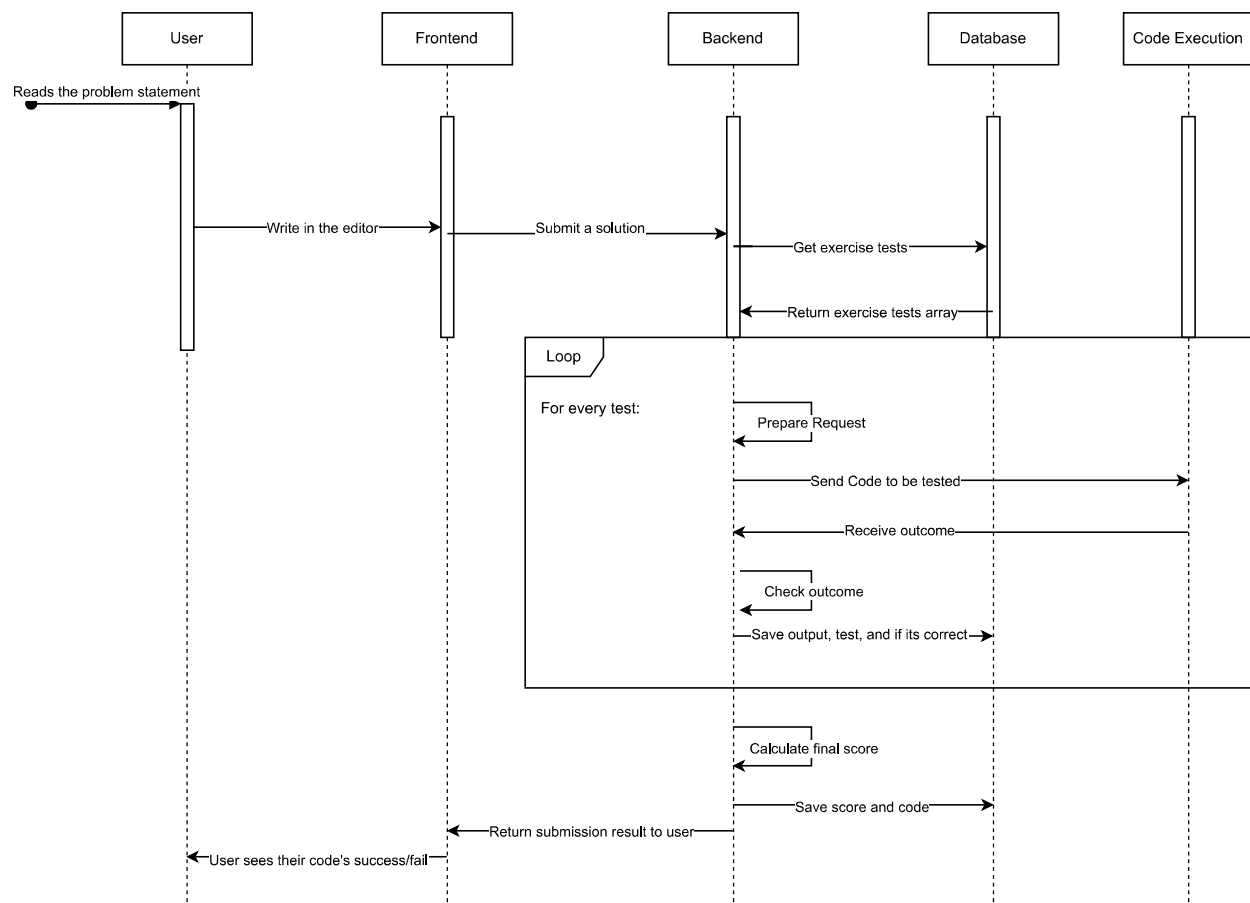 User
Frontend
Backend
Database
Code Execution
Reads the problem statement
Write in the editor
Submit a solution
Get exercise tests
Return exercise tests array
Loop
For every test:
Prepare Request
Send Code to be tested
Receive outcome
Check outcome
Save output, test, and if its correct
Calculate final score
Save score and code
Return submission result to user
User sees their code's success/fail